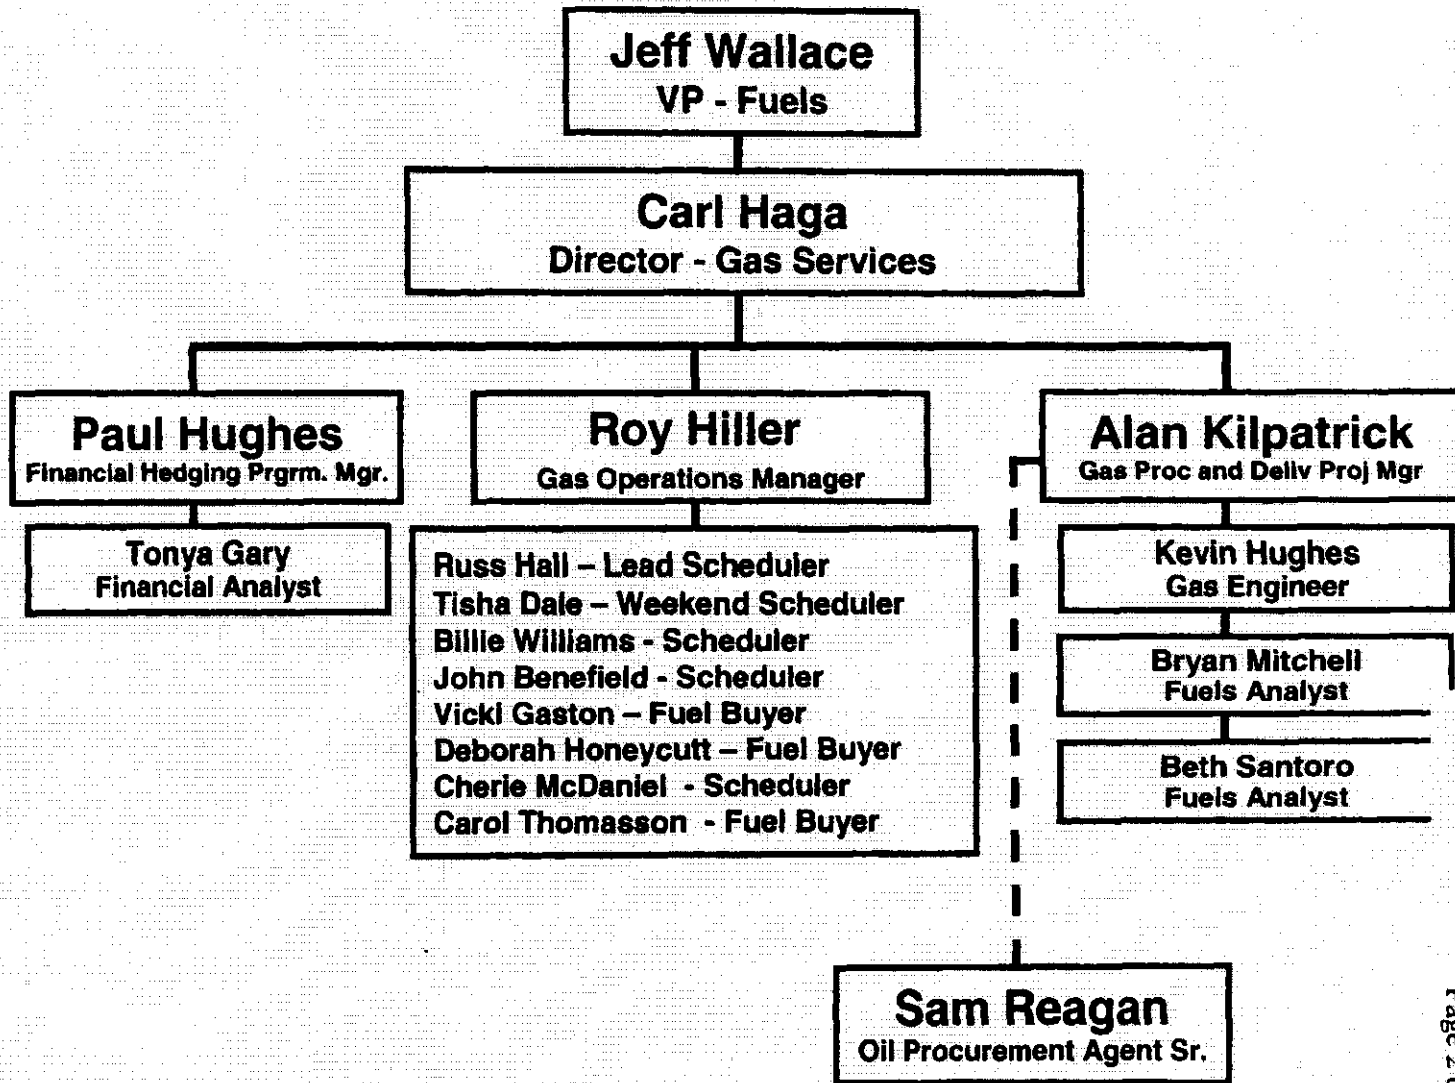 Jeff Wallace
VP - Fuels
Carl Haga
Director - Gas Services
Paul Hughes
Financial Hedging Prgrm. Mgr.
Tonya Gary
Financial Analyst
Roy Hiller
Gas Operations Manager
Russ Hall – Lead Scheduler
Tisha Dale – Weekend Scheduler
Billie Williams - Scheduler
John Benefield - Scheduler
Vicki Gaston – Fuel Buyer
Deborah Honeycutt – Fuel Buyer
Cherie McDaniel - Scheduler
Carol Thomasson - Fuel Buyer
Alan Kilpatrick
Gas Proc and Deliv Proj Mgr
Kevin Hughes
Gas Engineer
Bryan Mitchell
Fuels Analyst
Beth Santoro
Fuels Analyst
Sam Reagan
Oil Procurement Agent Sr.